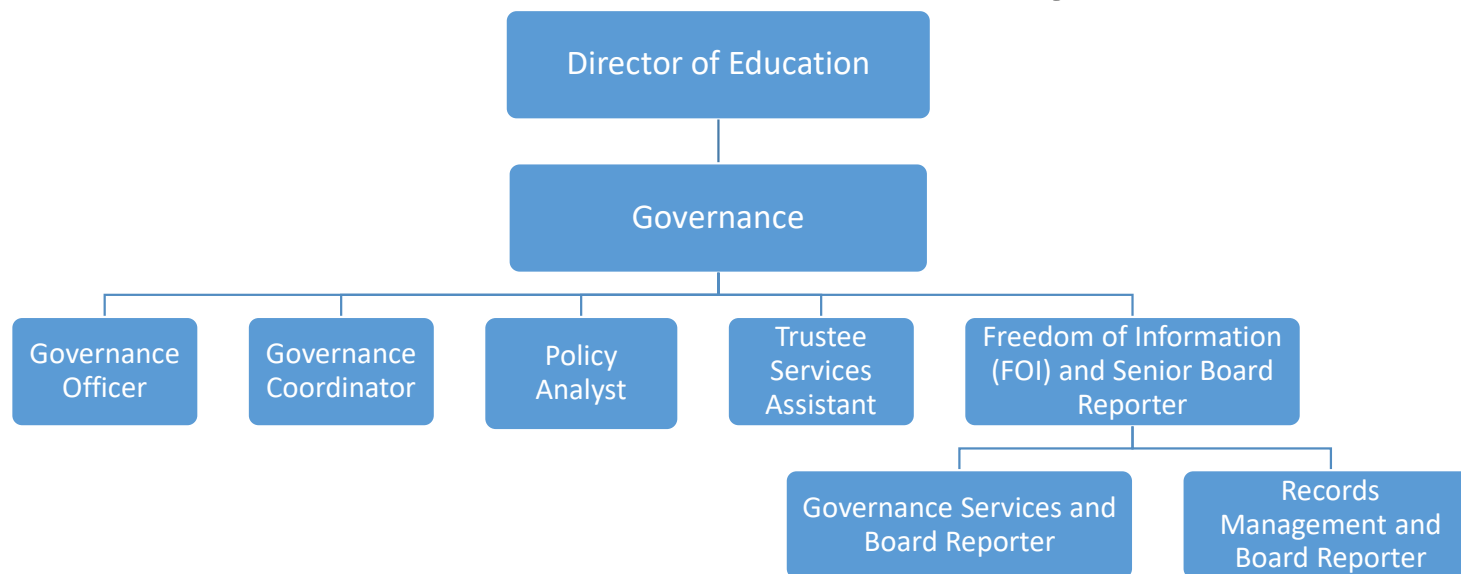 Director of Education
Governance
Governance
Officer
Governance
Coordinator
Policy
Analyst
Trustee
Services
Assistant
Freedom of Information
(FOI) and Senior Board
Reporter
Governance Services and
Board Reporter
Records
Management and
Board Reporter